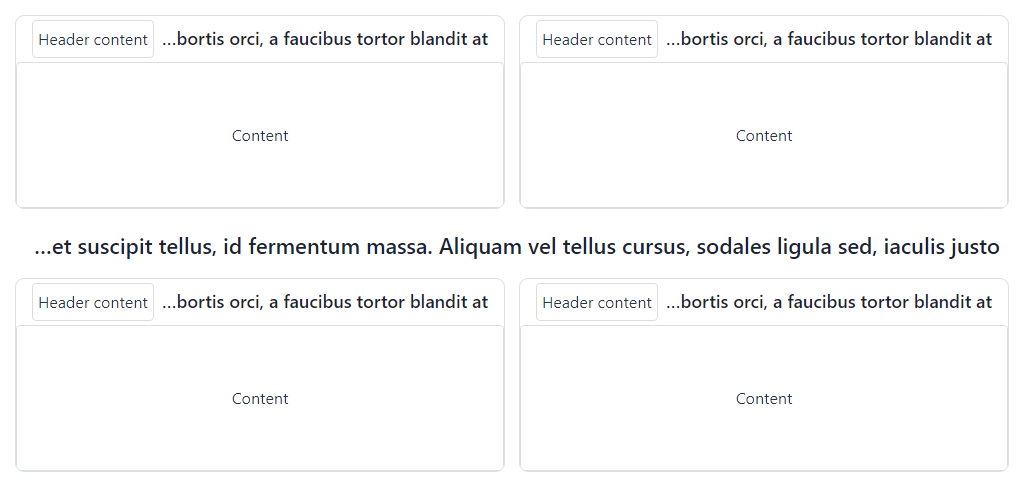 Header content ...bortis orci, a faucibus tortor blandit at
Content
Header content ...bortis orci, a faucibus tortor blandit at
Content
...et suscipit tellus, id fermentum massa. Aliquam vel tellus cursus, sodales ligula sed, iaculis justo
Header content ...bortis orci, a faucibus tortor blandit at
Content
Header content ...bortis orci, a faucibus tortor blandit at
Content